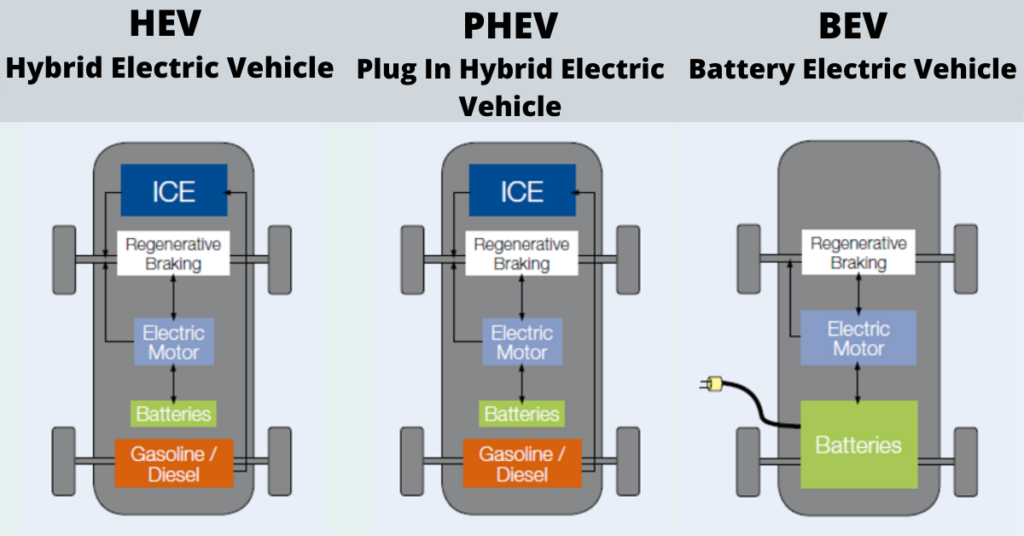 HEV
Hybrid Electric Vehicle
ICE
Regenerative
Braking
Electric
Motor
Batteries
Gasoline /
Diesel
PHEV
Plug In Hybrid Electric
Vehicle
ICE
Regenerative
Braking
Electric
Motor
Batteries
Gasoline /
Diesel
BEV
Battery Electric Vehicle
Regenerative
Braking
Electric
Motor
Batteries